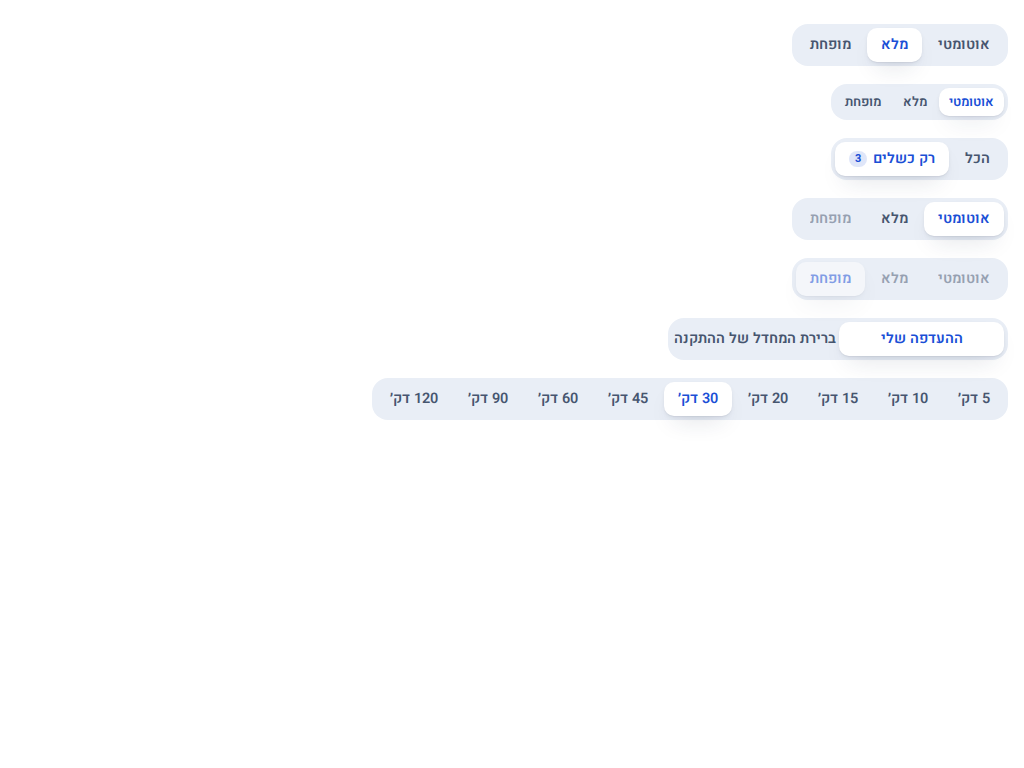 אוטומטי מלא מופחת
אוטומטי מלא מופחת
הכל רק כשלים 3
אוטומטי מלא מופחת
אוטומטי מלא מופחת
ההעדפה שלי ברירת המחדל של ההתקנה
5 דק׳ 10 דק׳ 15 דק׳ 20 דק׳ 30 דק׳ 45 דק׳ 60 דק׳ 90 דק׳ 120 דק׳